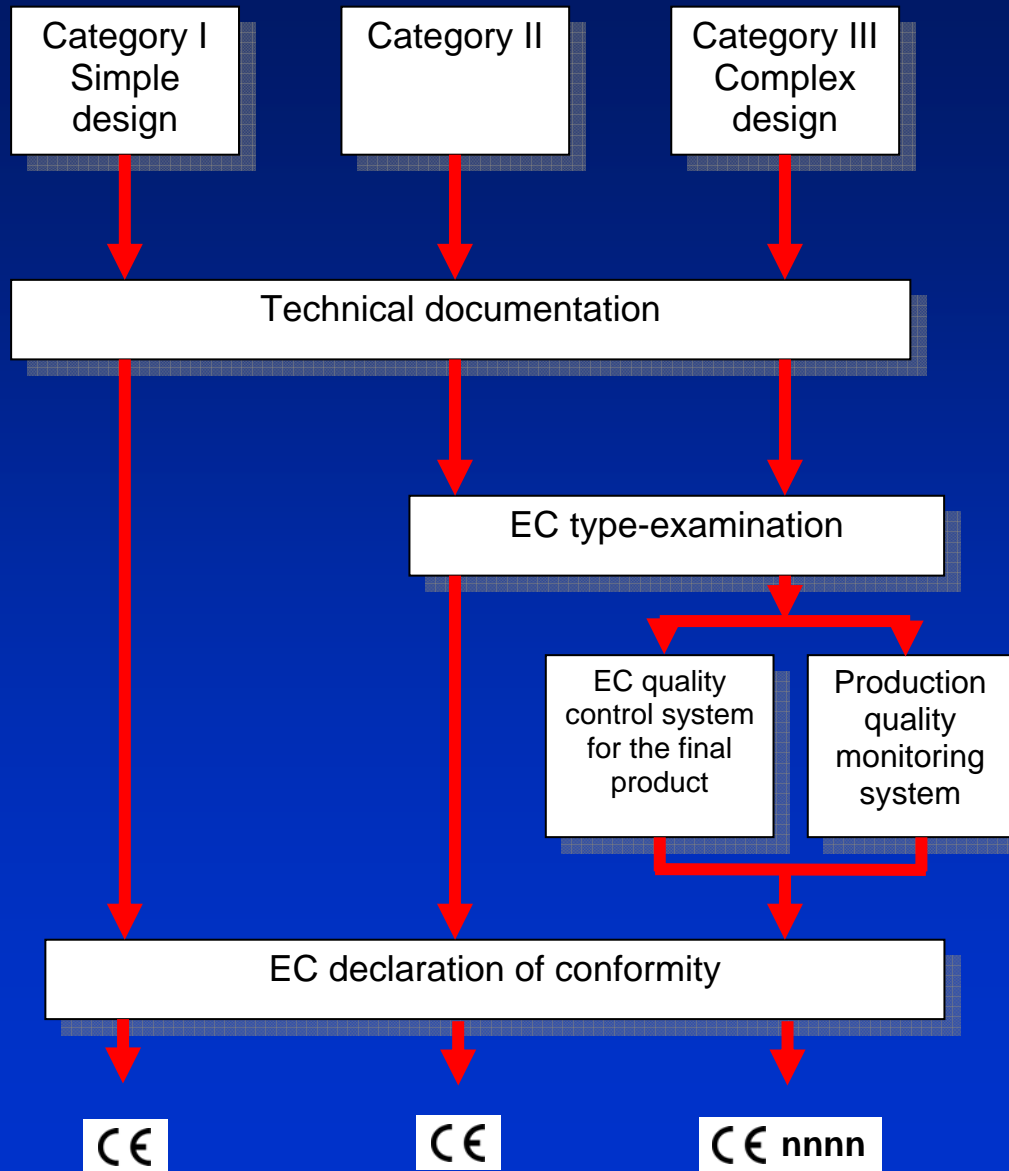 Category I
Simple
design
Category II
Category III
Complex
design
Technical documentation
EC type-examination
EC quality
control system
for the final
product
Production
quality
monitoring
system
EC declaration of conformity
CE
CE
CE nnnn